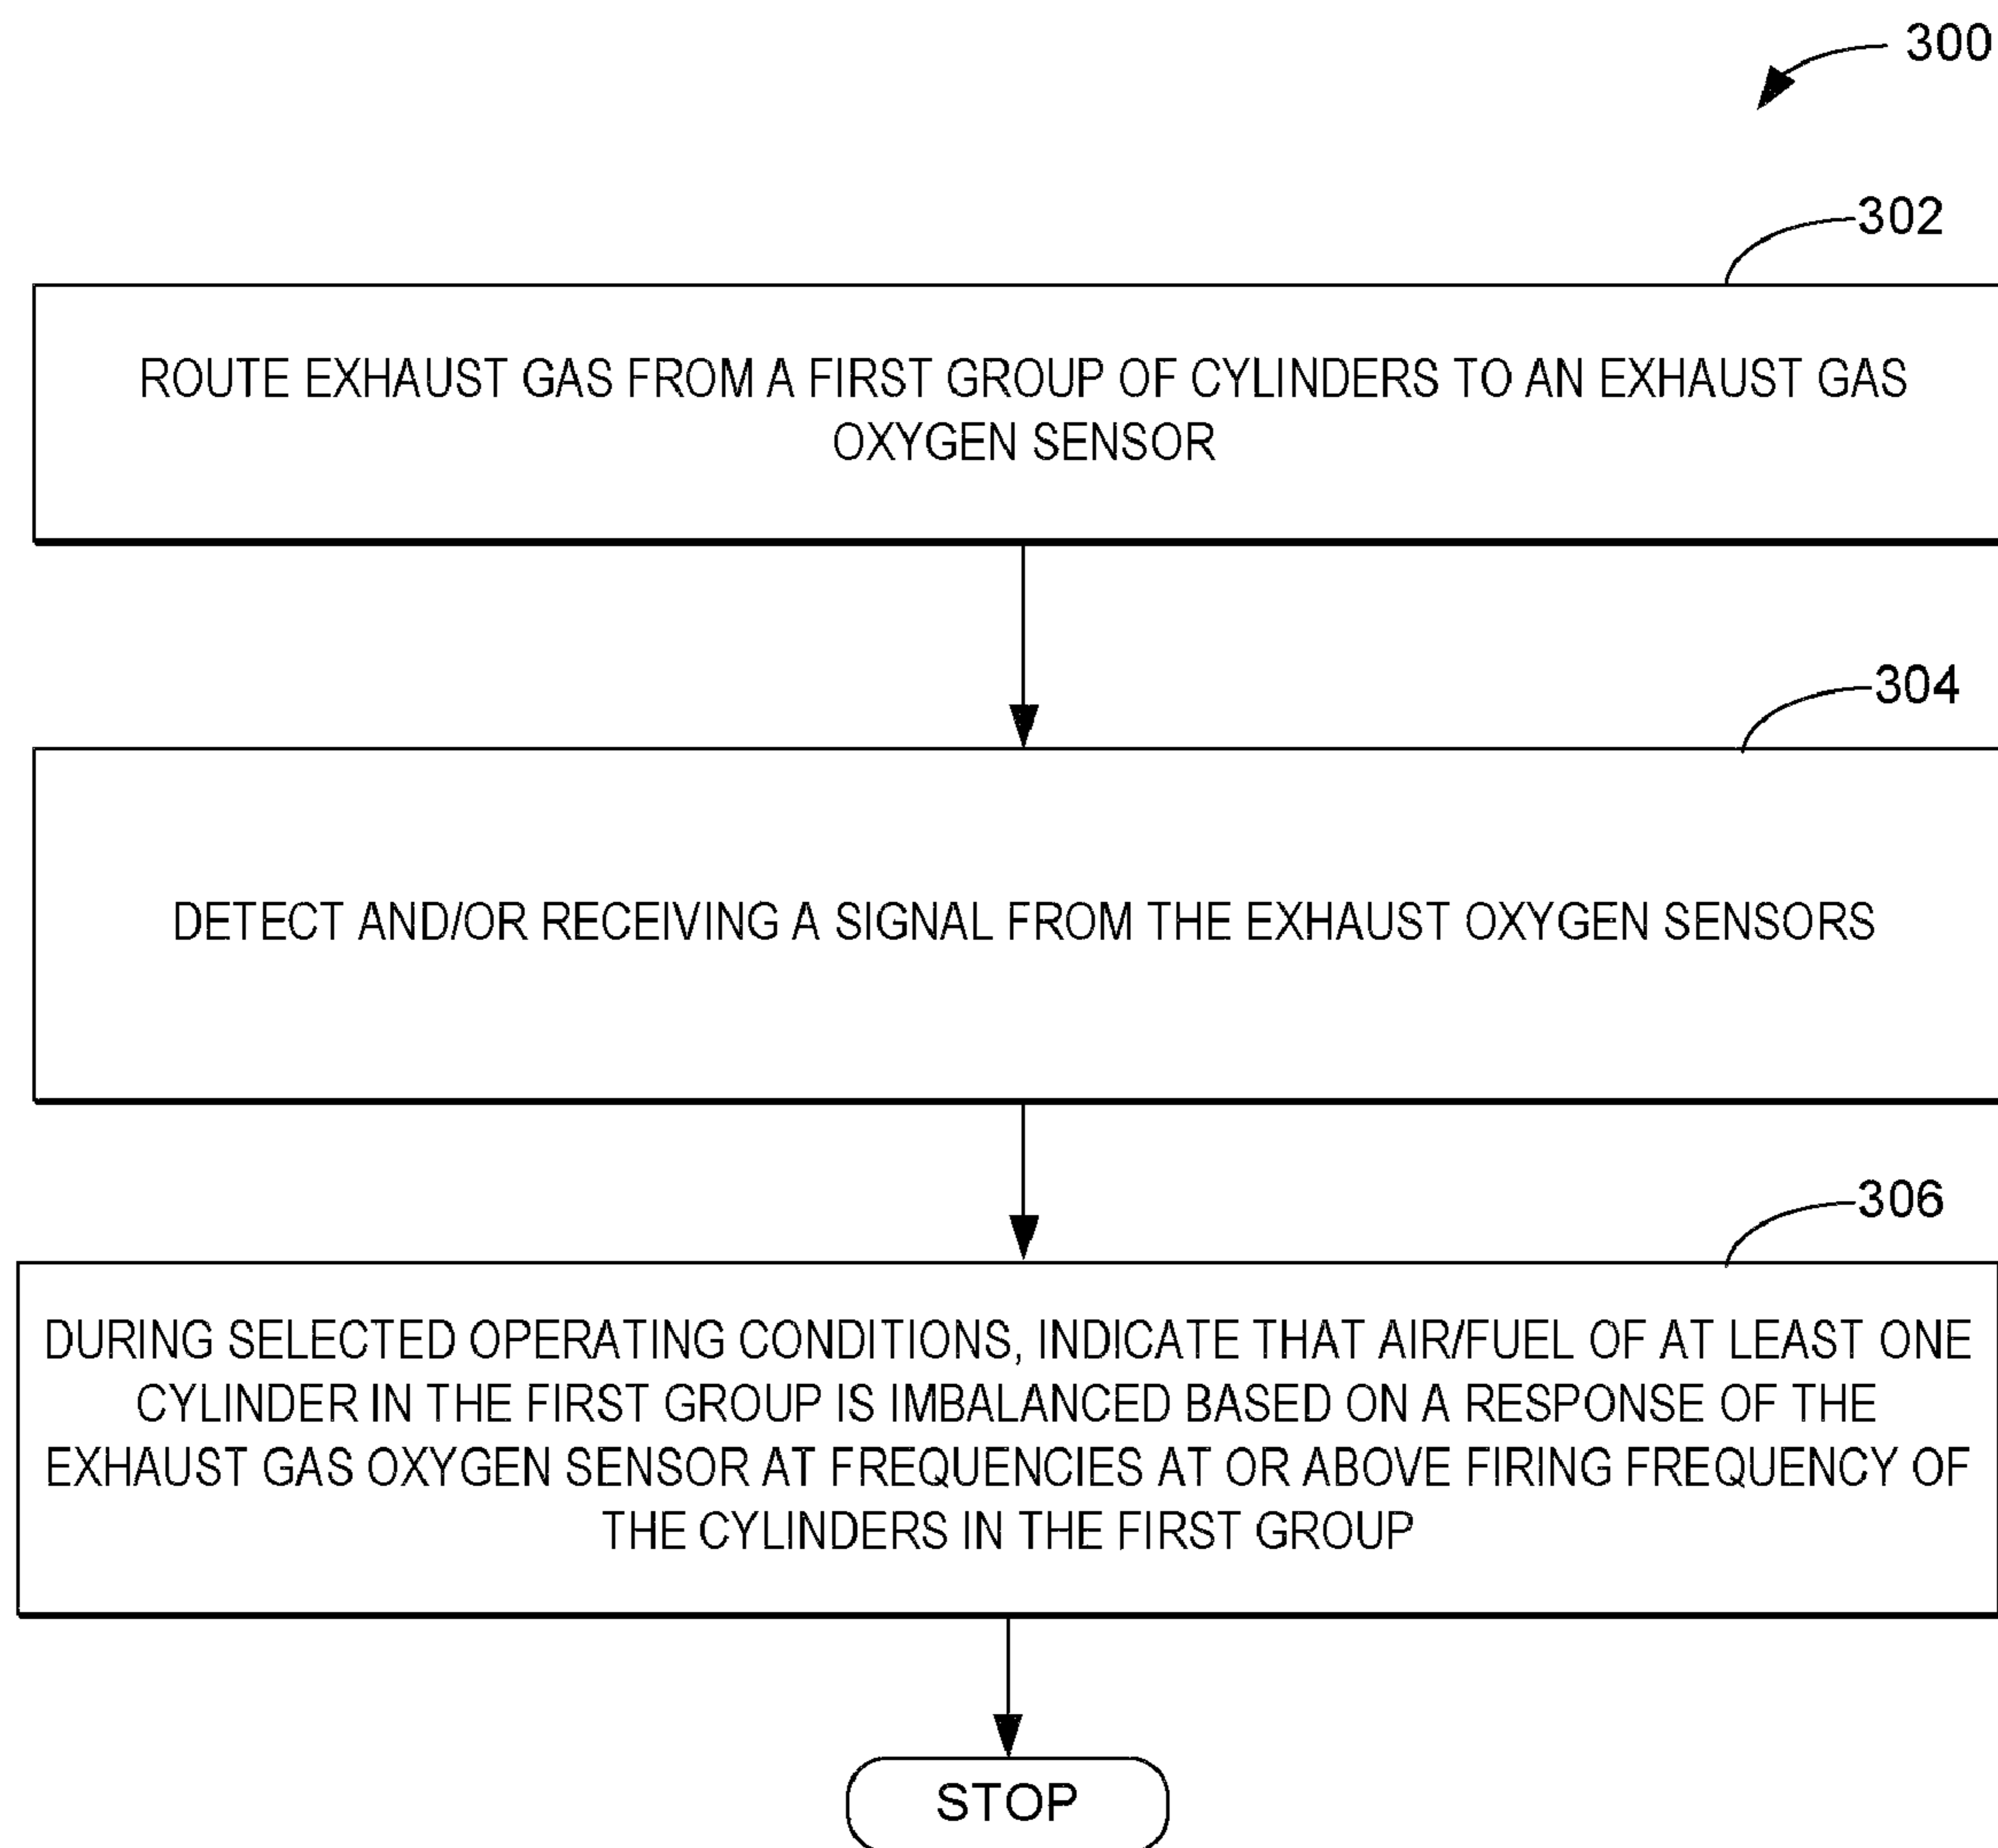 300
302
ROUTE EXHAUST GAS FROM A FIRST GROUP OF CYLINDERS TO AN EXHAUST GAS
OXYGEN SENSOR
304
DETECT AND/OR RECEIVING A SIGNAL FROM THE EXHAUST OXYGEN SENSORS
306
DURING SELECTED OPERATING CONDITIONS, INDICATE THAT AIR/FUEL OF AT LEAST ONE
CYLINDER IN THE FIRST GROUP IS IMBALANCED BASED ON A RESPONSE OF THE
EXHAUST GAS OXYGEN SENSOR AT FREQUENCIES AT OR ABOVE FIRING FREQUENCY OF
THE CYLINDERS IN THE FIRST GROUP
STOP